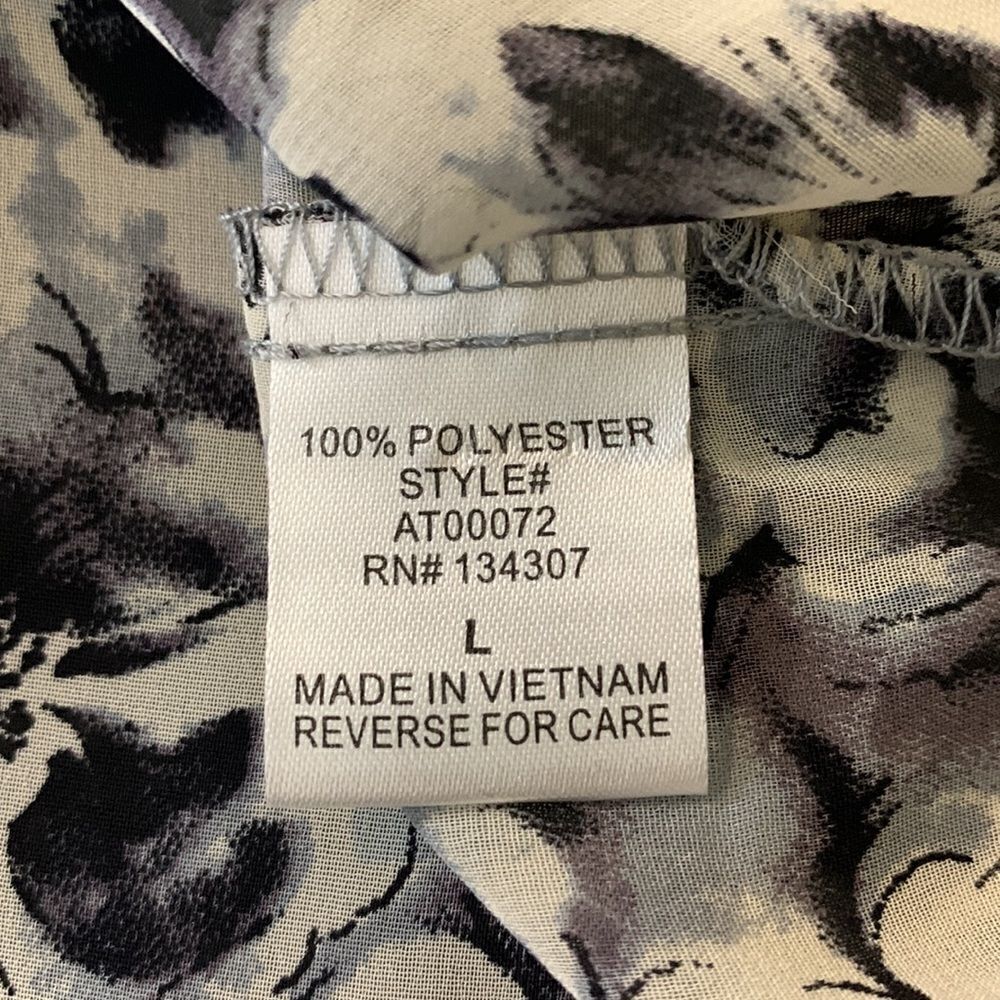 100% POLYESTER
STYLE#
AT00072
RN# 134307
L
MADE IN VIETNAM
REVERSE FOR CARE